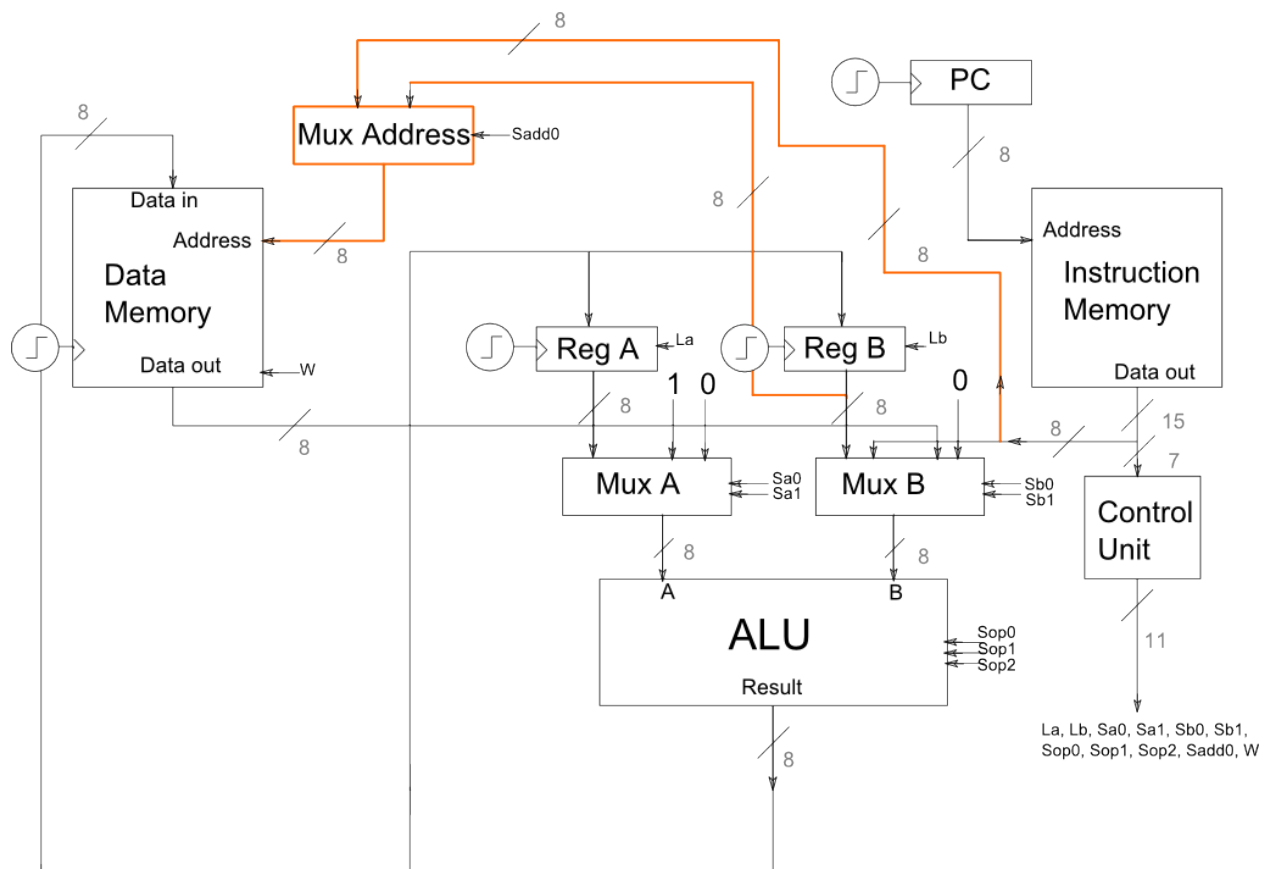 8
PC
8
Mux Address
Sadd0
8
8
Data in
Address
8
Data
Memory
Data out
W
8
8
Address
Instruction
Memory
Data out
15
7
8
Reg A
La
Reg B
Lb
1 0
0
8
8
Mux A
Sa0
Sa1
Mux B
Sb0
Sb1
Control
Unit
8
8
A
B
ALU
Sop0
Sop1
Sop2
Result
8
11
La, Lb, Sa0, Sa1, Sb0, Sb1,
Sop0, Sop1, Sop2, Sadd0, W